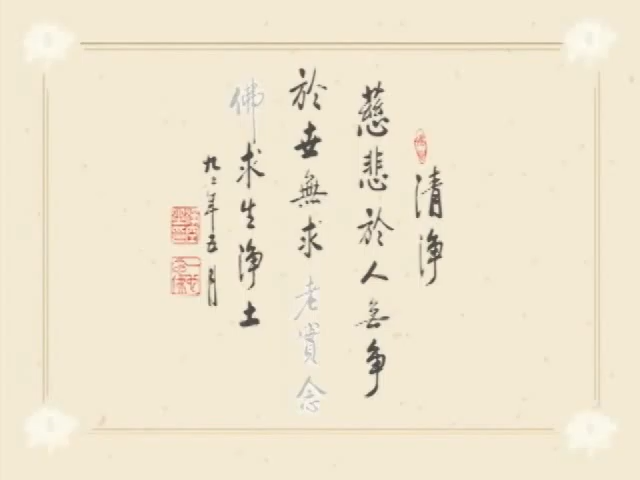 清淨
慈悲於人無争
於世無求老實念
佛求生淨土
九二年五月